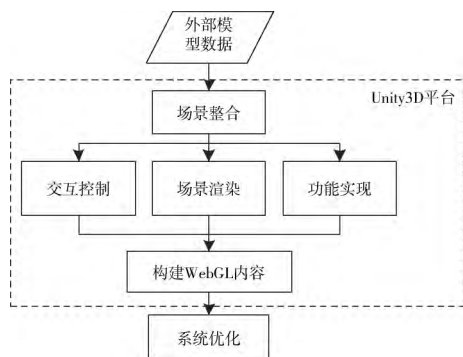 外部模
型数据
Unity3D平台
场景整合
交互控制
场景渲染
功能实现
构建WebGL内容
系统优化